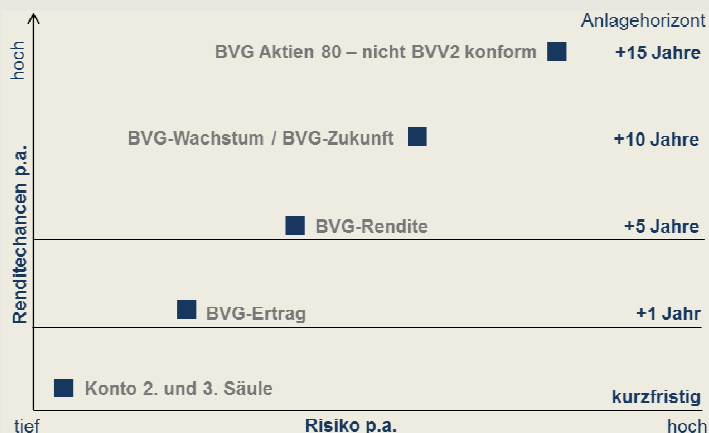 Anlagehorizont
hoch
BVG Aktien 80 – nicht BVV2 konform
+15 Jahre
BVG-Wachstum / BVG-Zukunft
+10 Jahre
Renditechancen p.a.
BVG-Rendite
+5 Jahre
BVG-Ertrag
+1 Jahr
Konto 2. und 3. Säule
kurzfristig
tief
Risiko p.a.
hoch